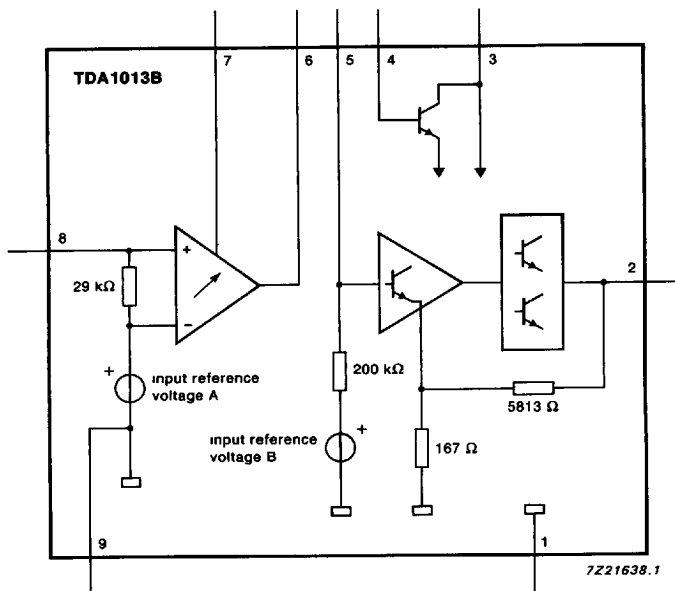 7 6 5 4 3
TDA1013B
8
+
29 kΩ
−
2
+
input reference
voltage A
200 kΩ
5813 Ω
+
input reference
voltage B
167 Ω
9
1
7Z21638.1